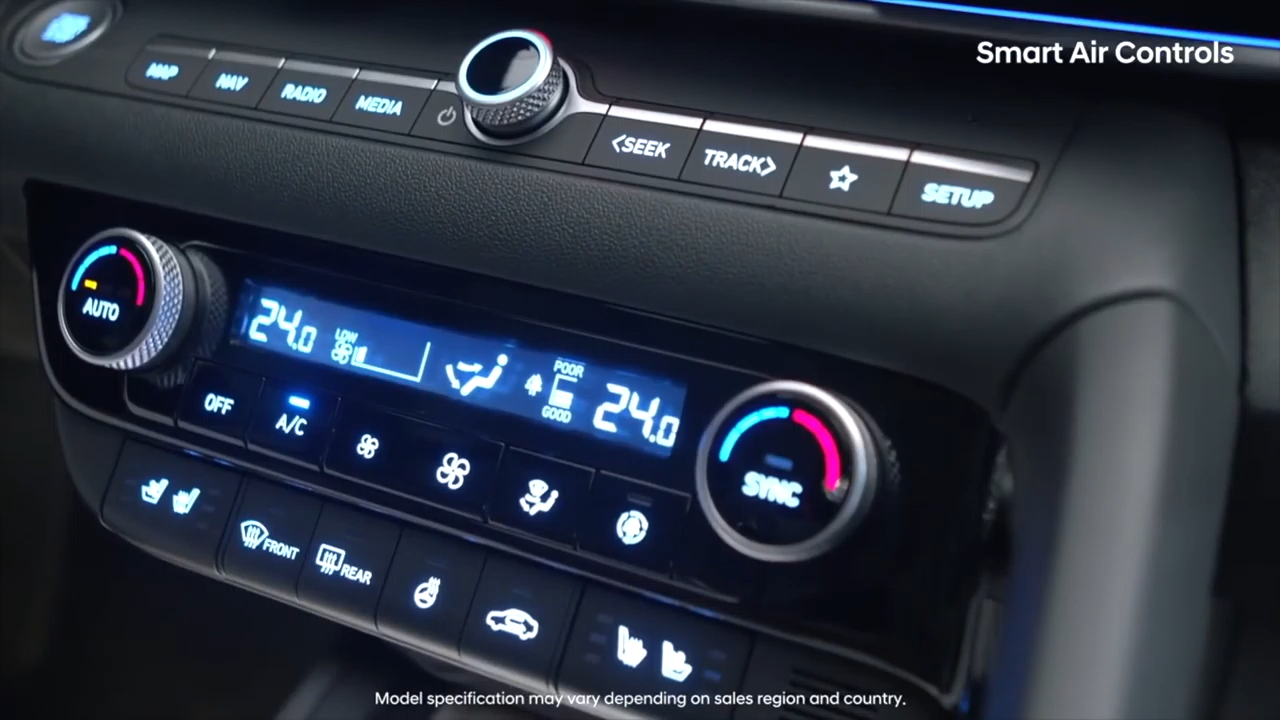 Smart Air Controls
MAP
NAV
RADIO
MEDIA
<SEEK
TRACK>
SETUP
AUTO
24.0
LOW
POOR
GOOD
24.0
OFF
A/C
SYNC
FRONT
REAR
Model specification may vary depending on sales region and country.